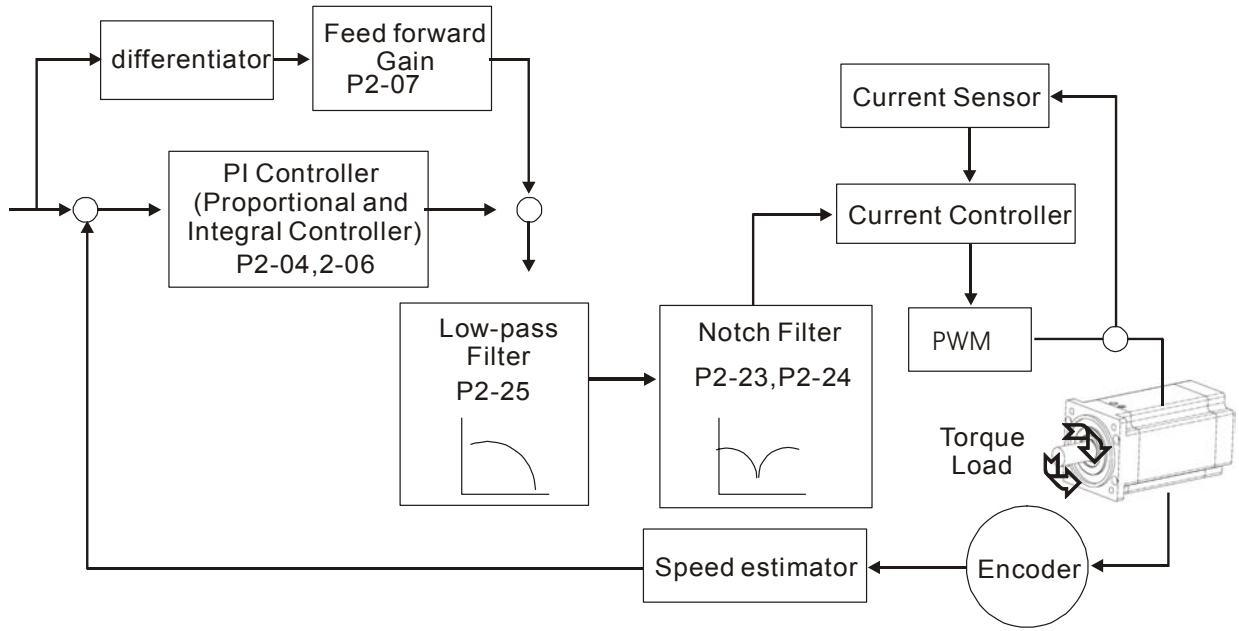 differentiator
Feed forward
Gain
P2-07
PI Controller
(Proportional and
Integral Controller)
P2-04,2-06
Low-pass
Filter
P2-25
Notch Filter
P2-23,P2-24
Current Sensor
Current Controller
PWM
Torque
Load
Encoder
Speed estimator